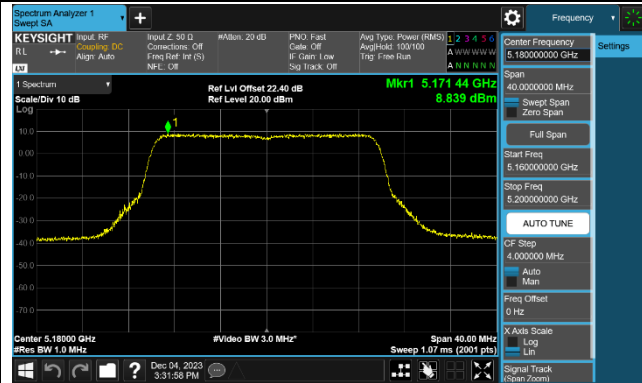 Spectrum Analyzer 1
Swept SA
Frequency
KEYSIGHT
RL
LXI
Input: RF
Coupling: DC
Align: Auto
Input Z: 50 Ω
Corrections: Off
Freq Ref: Int (S)
NFE: Off
#Atten: 20 dB
PNO: Fast
Gate: Off
IF Gain: Low
Sig Track: Off
Avg Type: Power (RMS)
Avg|Hold: 100/100
Trig: Free Run
1 2 3 4 5 6
A W W W W W
A N N N N N
1 Spectrum
Scale/Div 10 dB
Log
Ref Lvl Offset 22.40 dB
Ref Level 20.00 dBm
Mkr1 5.171 44 GHz
8.839 dBm
1
10.0
0.00
-10.0
-20.0
-30.0
-40.0
-50.0
-60.0
-70.0
Center 5.18000 GHz
#Res BW 1.0 MHz
#Video BW 3.0 MHz*
Span 40.00 MHz
Sweep 1.07 ms (2001 pts)
Dec 04, 2023
3:31:58 PM
Center Frequency
5.180000000 GHz
Span
40.0000000 MHz
Swept Span
Zero Span
Full Span
Start Freq
5.160000000 GHz
Stop Freq
5.200000000 GHz
AUTO TUNE
CF Step
4.000000 MHz
Auto
Man
Freq Offset
0 Hz
X Axis Scale
Log
Lin
Signal Track
(Span Zoom)
Settings